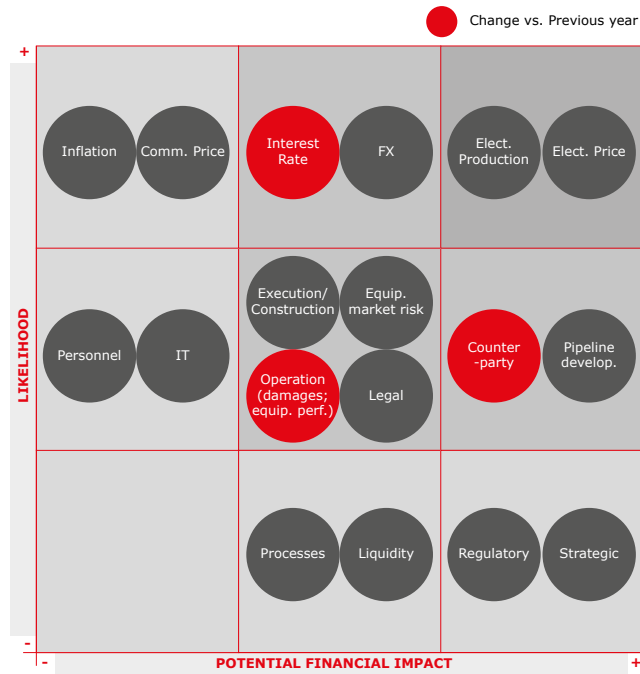 Change vs. Previous year
+
Inflation
Comm. Price
Interest
Rate
FX
Elect.
Production
Elect. Price
LIKELIHOOD
Personnel
IT
Execution/
Construction
Equip.
market risk
Operation
(damages;
equip. perf.)
Legal
Counter
-party
Pipeline
develop.
Processes
Liquidity
Regulatory
Strategic
-
-
POTENTIAL FINANCIAL IMPACT
+